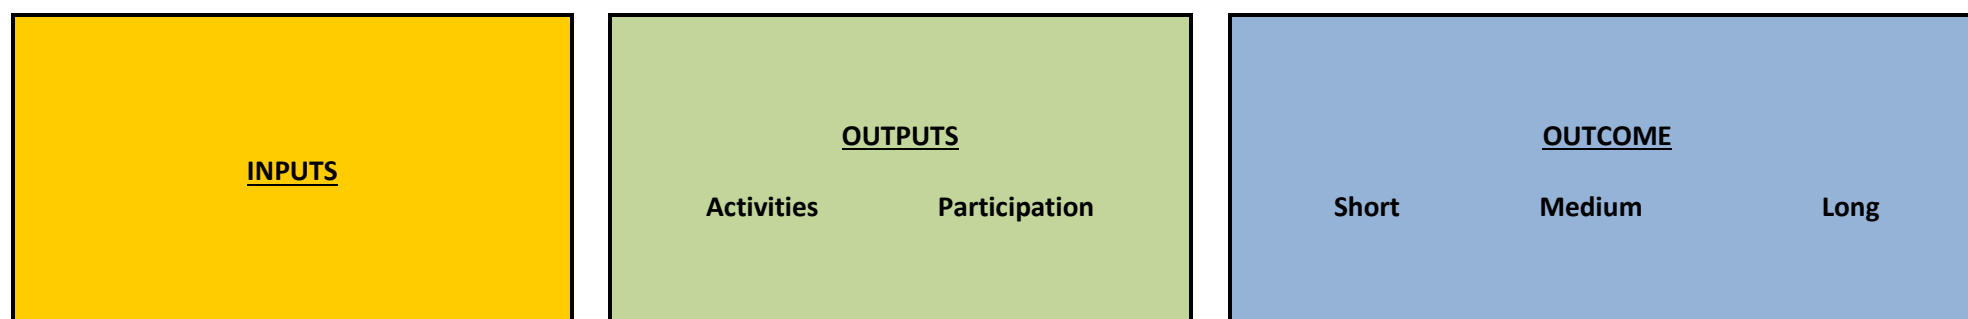 INPUTS
OUTPUTS
Activities Participation
OUTCOME
Short Medium Long